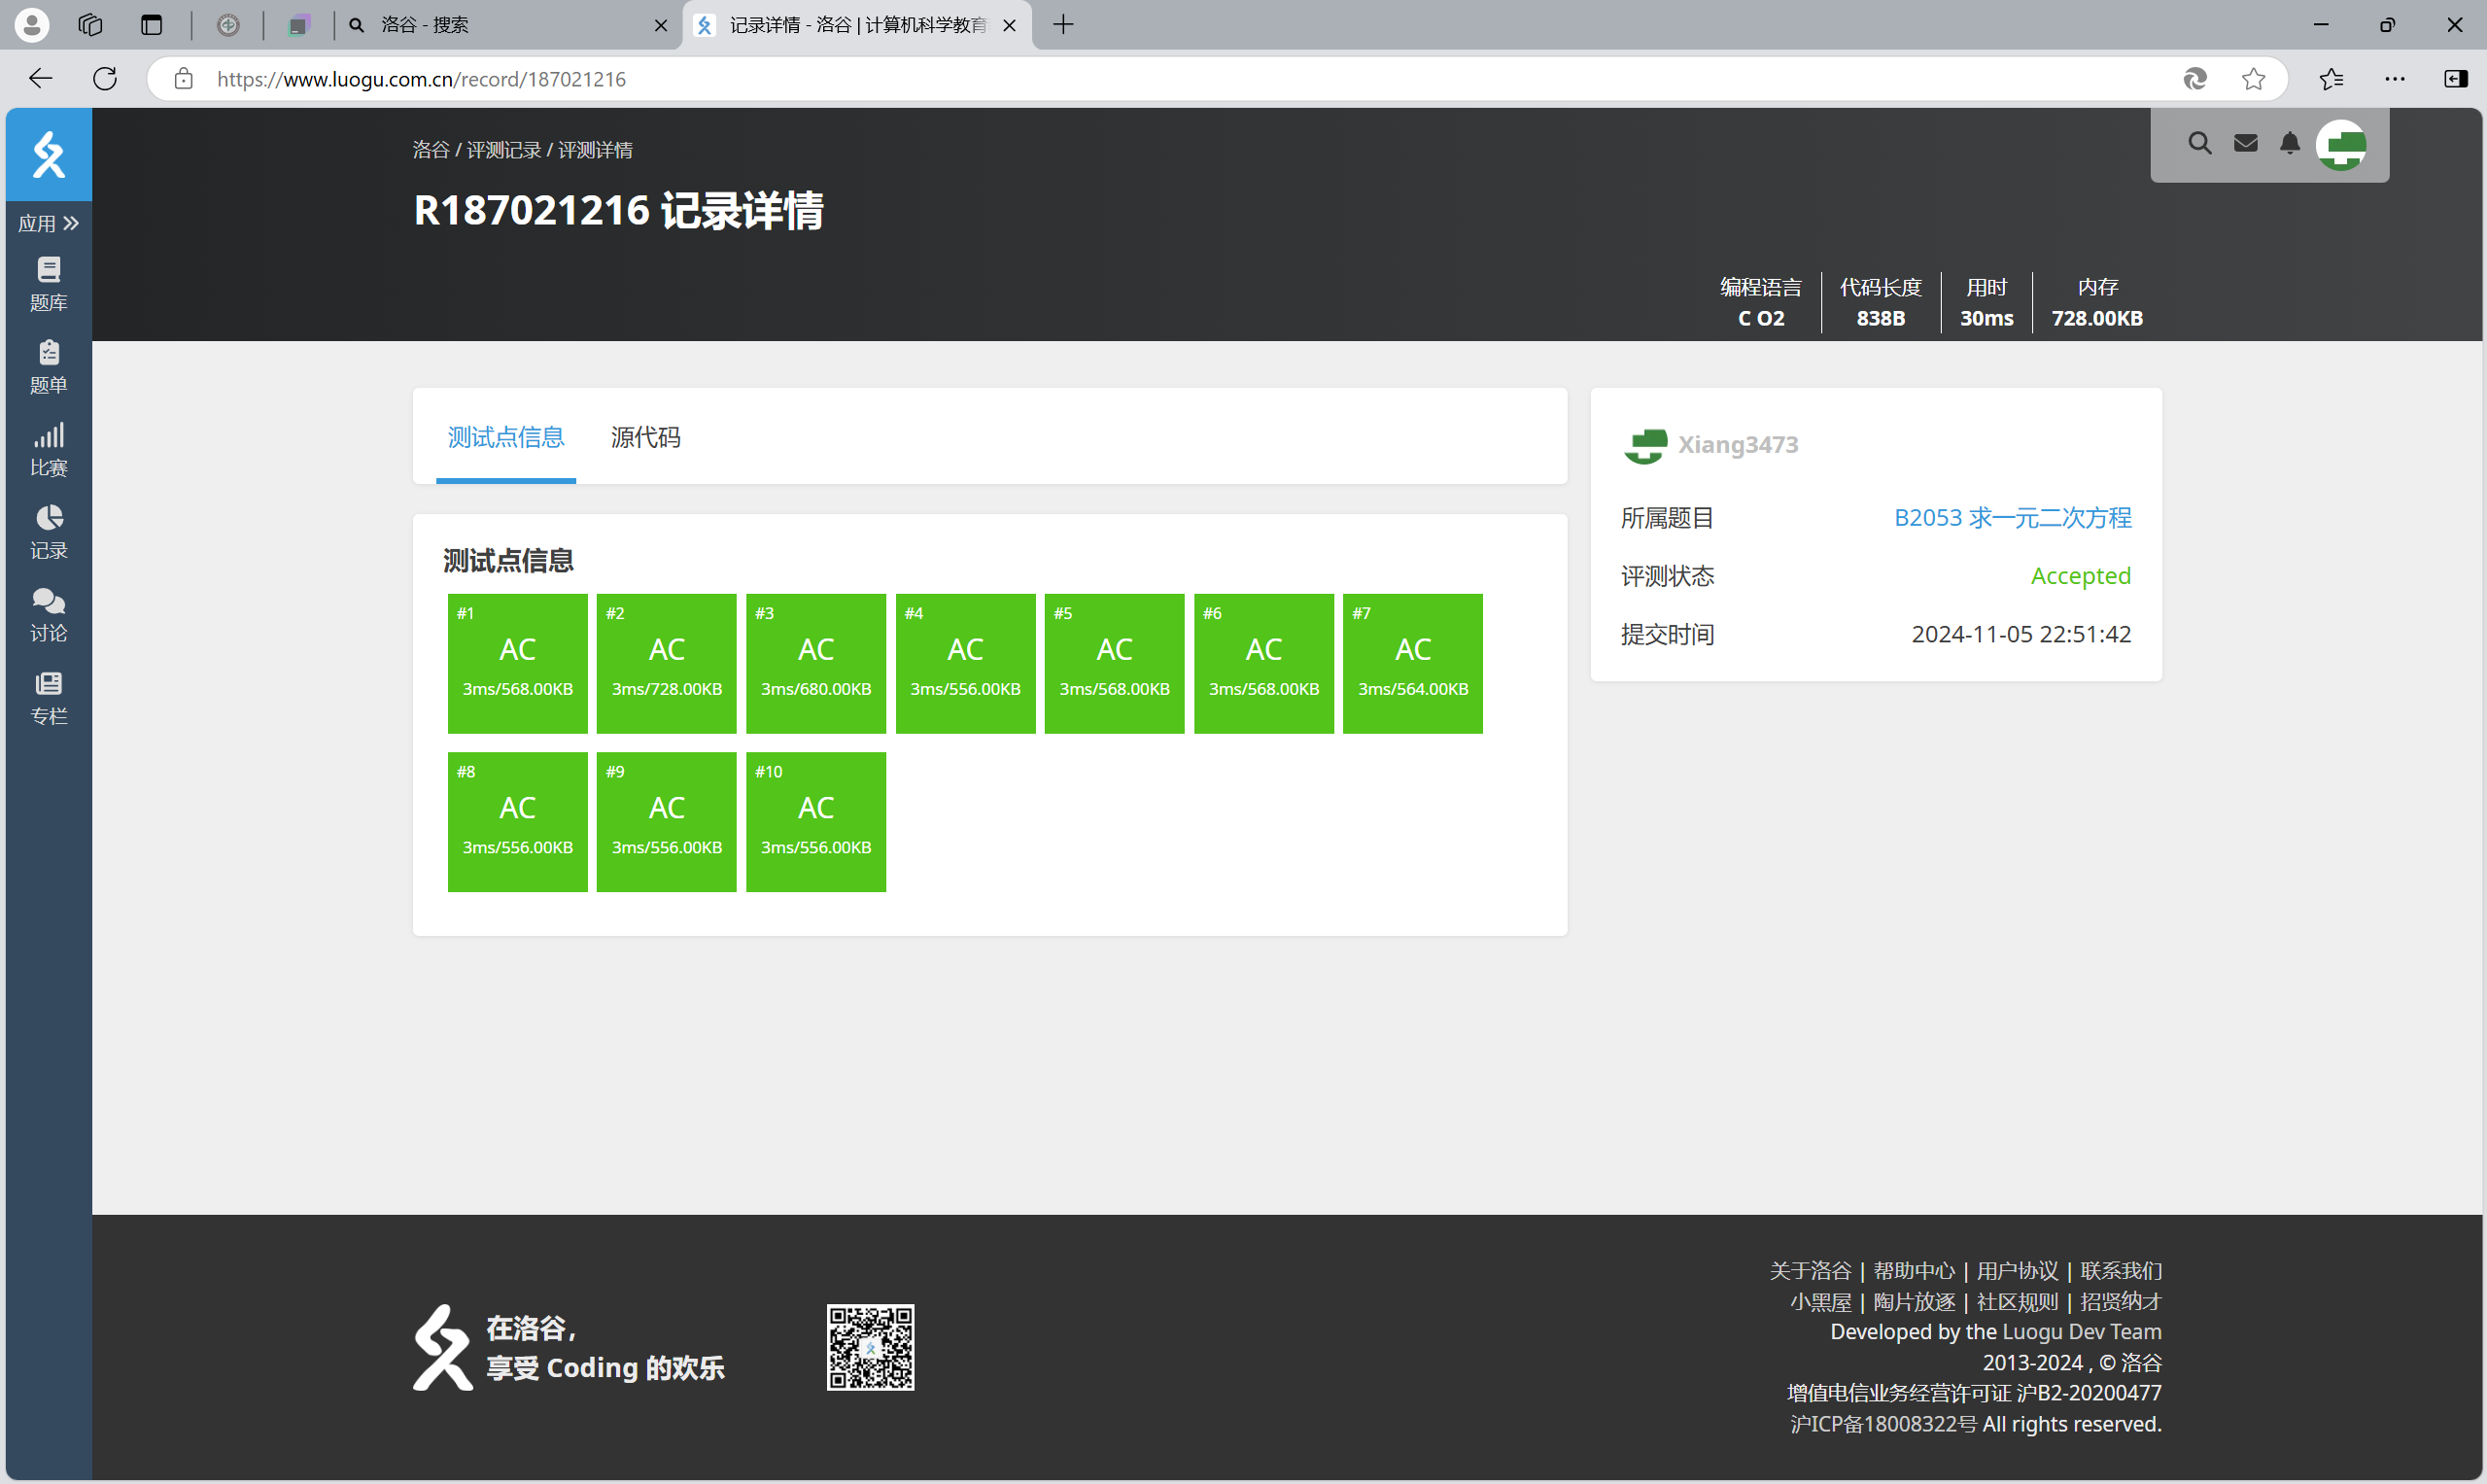 洛谷 - 搜索
记录详情 - 洛谷 | 计算机科学教育
https://www.luogu.com.cn/record/187021216
应用
题库
题单
比赛
记录
讨论
专栏
洛谷 / 评测记录 / 评测详情
R187021216 记录详情
编程语言 代码长度 用时 内存
C O2 838B 30ms 728.00KB
测试点信息 源代码
测试点信息
#1 #2 #3 #4 #5 #6 #7
AC AC AC AC AC AC AC
3ms/568.00KB 3ms/728.00KB 3ms/680.00KB 3ms/556.00KB 3ms/568.00KB 3ms/568.00KB 3ms/564.00KB
#8 #9 #10
AC AC AC
3ms/556.00KB 3ms/556.00KB 3ms/556.00KB
Xiang3473
所属题目 B2053 求一元二次方程
评测状态 Accepted
提交时间 2024-11-05 22:51:42
在洛谷，
享受 Coding 的欢乐
关于洛谷 | 帮助中心 | 用户协议 | 联系我们
小黑屋 | 陶片放逐 | 社区规则 | 招贤纳才
Developed by the Luogu Dev Team
2013-2024 , © 洛谷
增值电信业务经营许可证 沪B2-20200477
沪ICP备18008322号 All rights reserved.